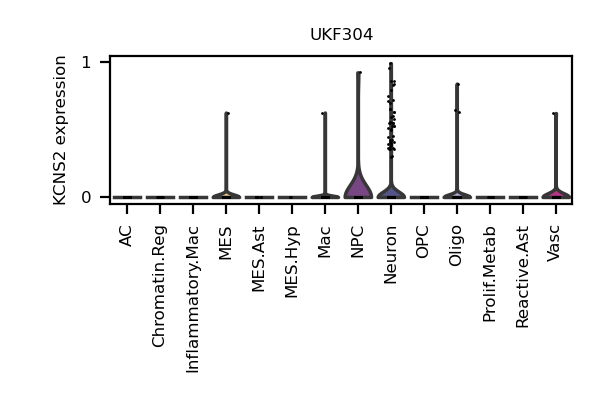 UKF304
KCNS2 expression
1
0
AC
Chromatin.Reg
Inflammatory.Mac
MES
MES.Ast
MES.Hyp
Mac
NPC
Neuron
OPC
Oligo
Prolif.Metab
Reactive.Ast
Vasc